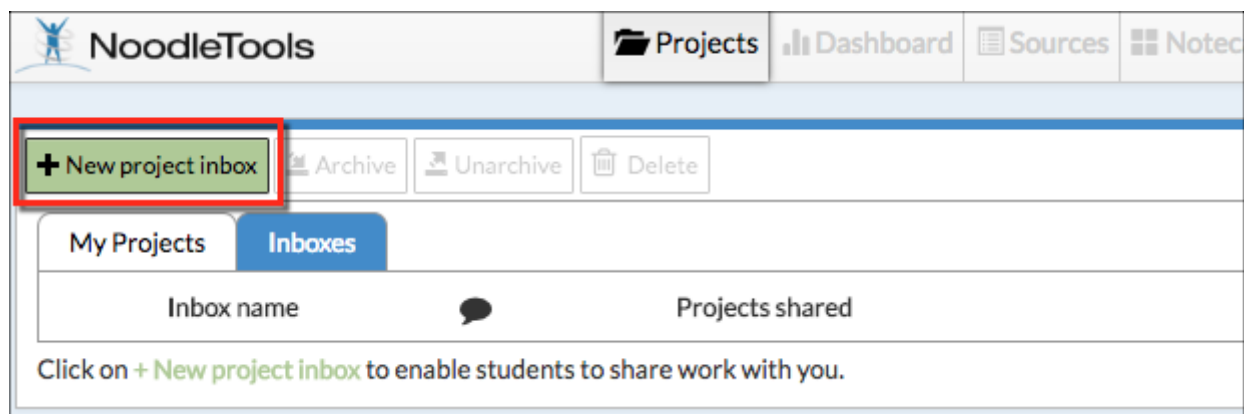 NoodleTools Projects Dashboard Sources
+ New project inbox Archive Unarchive Delete
My Projects Inboxes
Inbox name Projects shared
Click on + New project inbox to enable students to share work with you.